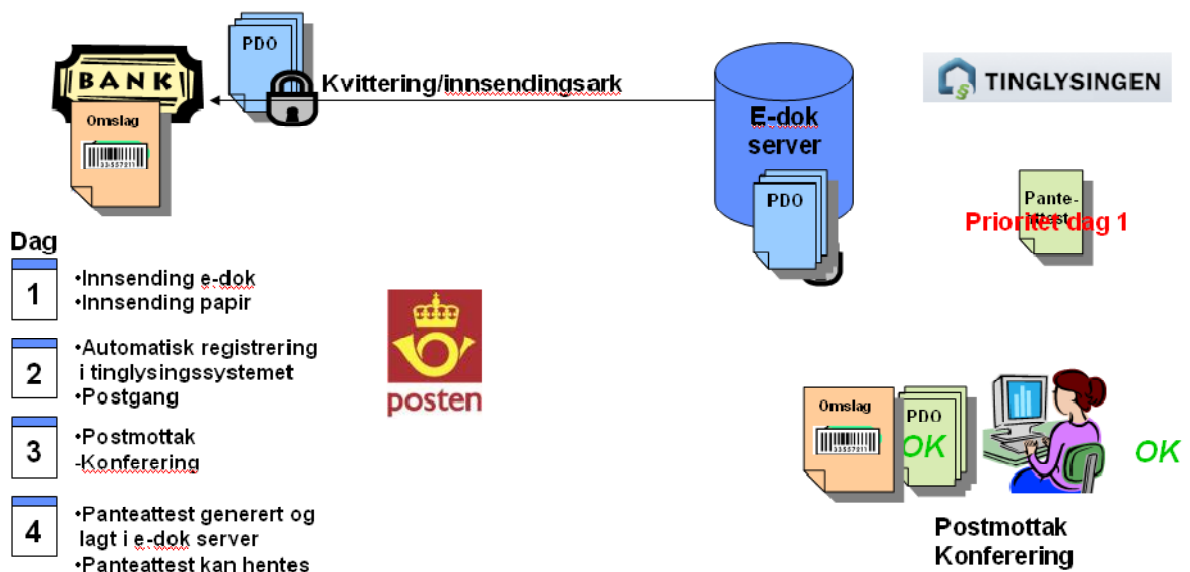 BANK
Omslag
33557211
PDO
Kvittering/innsendingsark
E-dok
server
PDO
TINGLYSINGEN
Pante-
attest
Prioritet dag 1
Dag
1
•Innsending e-dok
•Innsending papir
2
•Automatisk registrering
i tinglysingssystemet
•Postgang
3
•Postmottak
-Konferering
4
•Panteattest generert og
lagt i e-dok server
•Panteattest kan hentes
posten
Omslag
33557211
PDO
OK
OK
Postmottak
Konferering